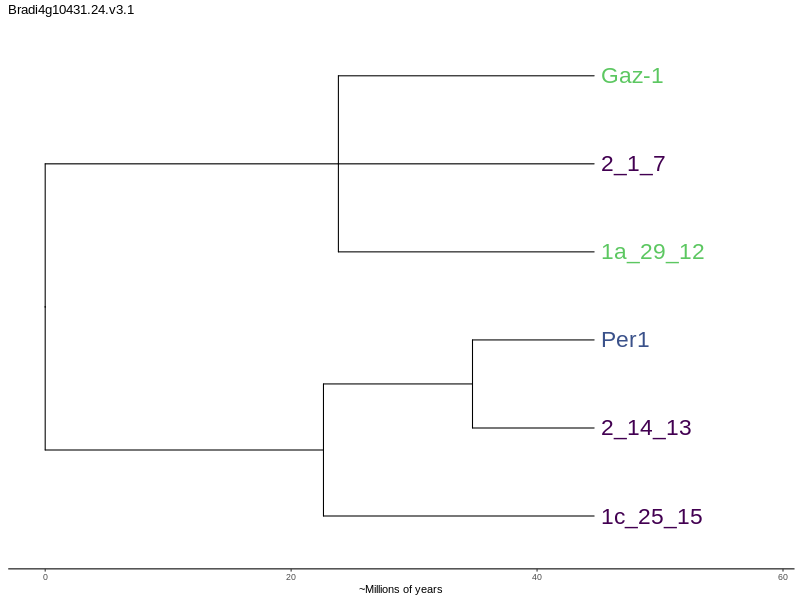 Bradi4g10431.24.v3.1
Gaz-1
2_1_7
1a_29_12
Per1
2_14_13
1c_25_15
0 20 40 60
~Millions of years